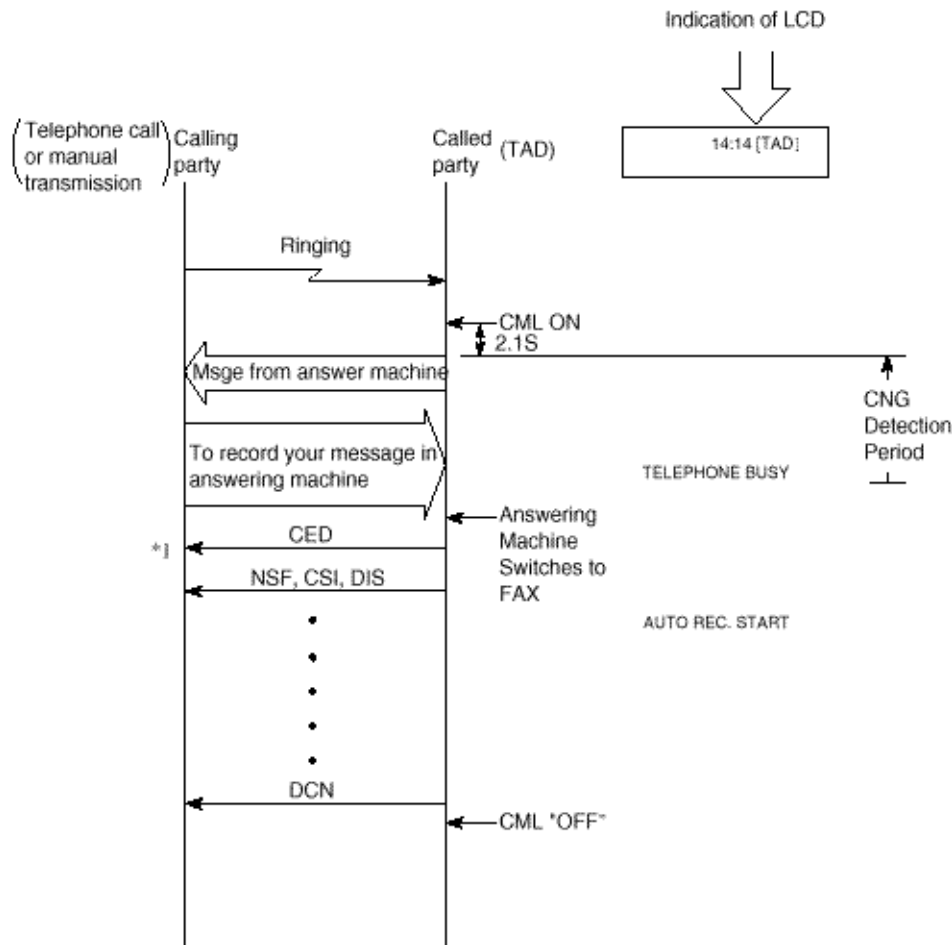 Indication of LCD
(Telephone call
or manual
transmission)
Calling
party
Called
party
(TAD)
14:14 [TAD]
Ringing
CML ON
2.1S
Msge from answer machine
CNG
Detection
Period
To record your message in
answering machine
TELEPHONE BUSY
Answering
Machine
Switches to
FAX
*1
CED
NSF, CSI, DIS
AUTO REC. START
DCN
CML "OFF"